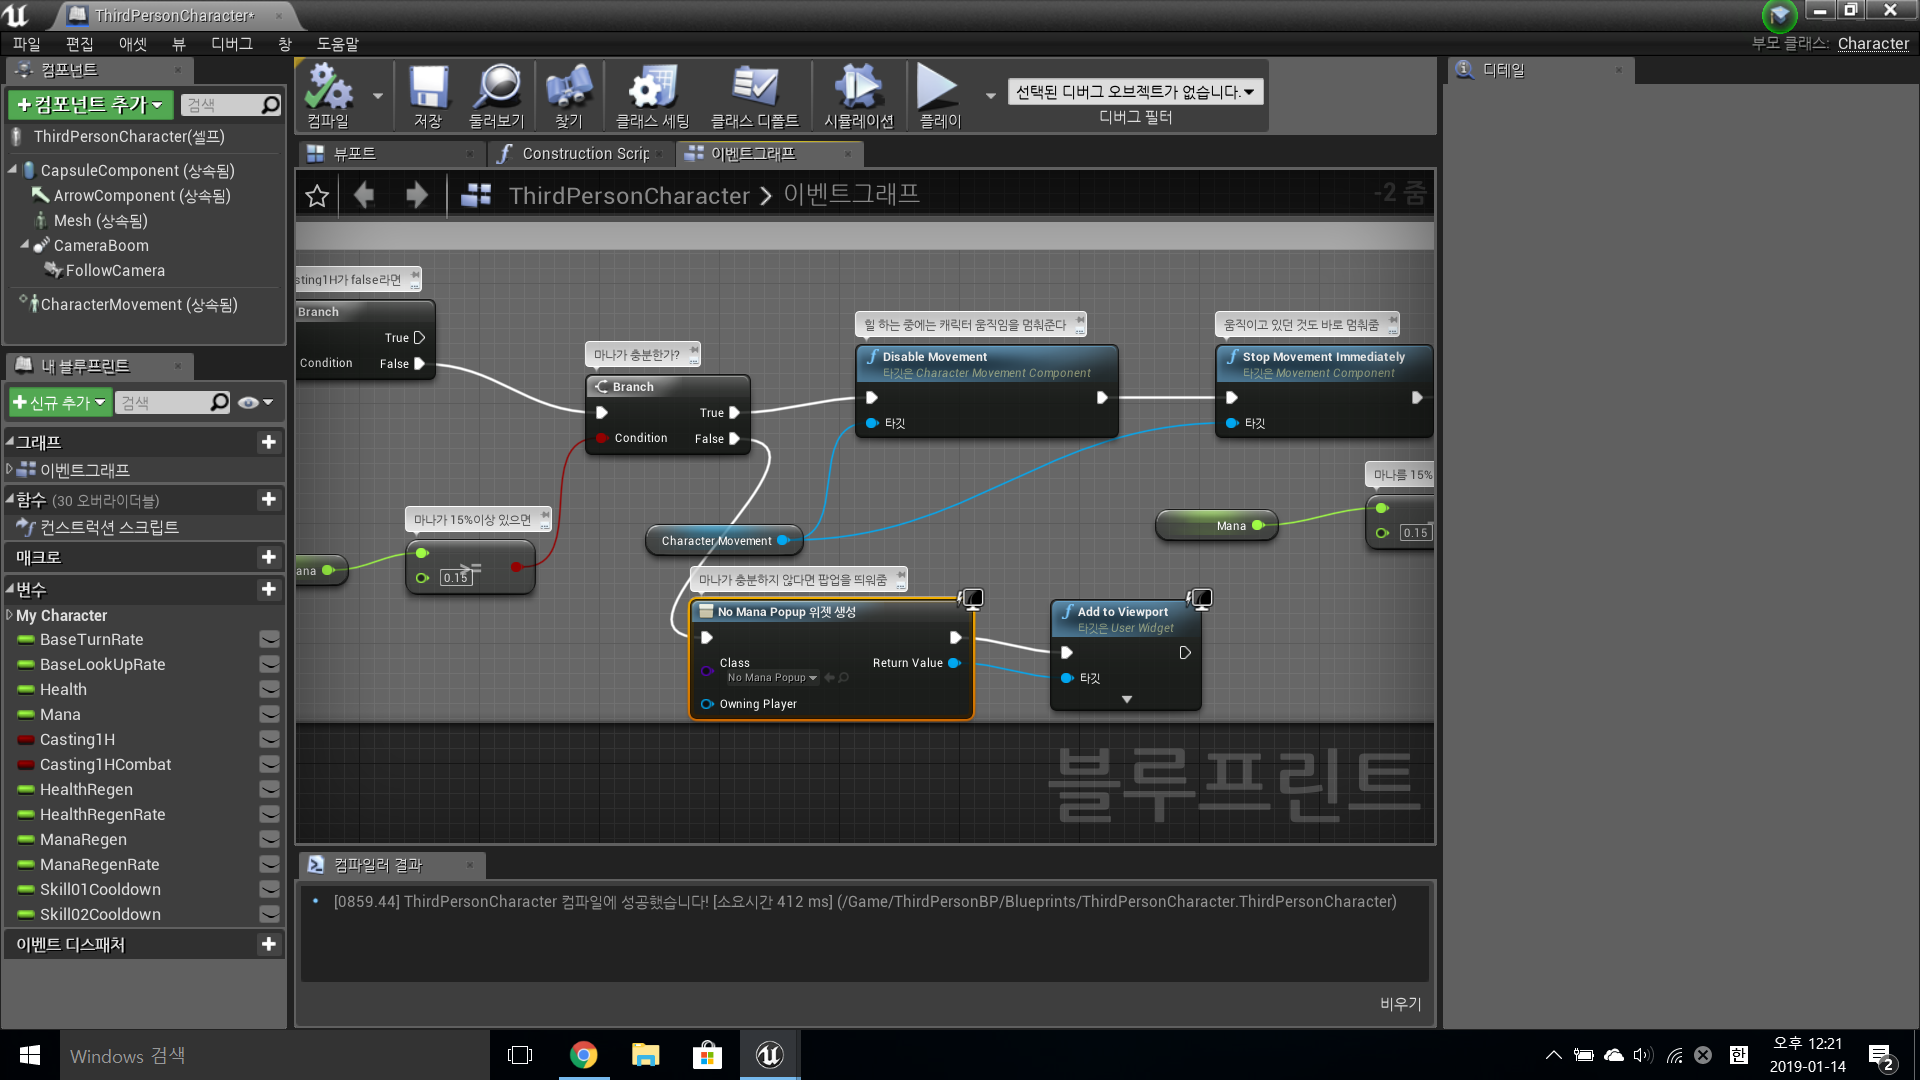 ThirdPersonCharacter*
파일 편집 애셋 뷰 디버그 창 도움말
부모 클래스: Character
컴포넌트
+컴포넌트 추가
검색
ThirdPersonCharacter(셀프)
CapsuleComponent (상속됨)
ArrowComponent (상속됨)
Mesh (상속됨)
CameraBoom
FollowCamera
CharacterMovement (상속됨)
내 블루프린트
+신규 추가
검색
그래프
이벤트그래프
함수 (30 오버라이더블)
컨스트럭션 스크립트
매크로
변수
My Character
BaseTurnRate
BaseLookUpRate
Health
Mana
Casting1H
Casting1HCombat
HealthRegen
HealthRegenRate
ManaRegen
ManaRegenRate
Skill01Cooldown
Skill02Cooldown
이벤트 디스패처
컴파일 저장 둘러보기 찾기 클래스 세팅 클래스 디폴트 시뮬레이션 플레이
선택된 디버그 오브젝트가 없습니다.
디버그 필터
뷰포트
Construction Scrip
이벤트그래프
ThirdPersonCharacter > 이벤트그래프
-2 줌
sting1H가 false라면
Branch
True
Condition False
마나가 충분한가?
Branch
True
Condition False
힐 하는 중에는 캐릭터 움직임을 멈춰준다
Disable Movement
타깃은 Character Movement Component
타깃
움직이고 있던 것도 바로 멈춰줌
Stop Movement Immediately
타깃은 Movement Component
타깃
마나를 15%
Mana
0.15
마나가 15%이상 있으면
ana
>=
0.15
Character Movement
마나가 충분하지 않다면 팝업을 띄워줌
No Mana Popup 위젯 생성
Class
No Mana Popup
Return Value
Owning Player
Add to Viewport
타깃은 User Widget
타깃
블루프린트
컴파일러 결과
[0859.44] ThirdPersonCharacter 컴파일에 성공했습니다! [소요시간 412 ms] (/Game/ThirdPersonBP/Blueprints/ThirdPersonCharacter.ThirdPersonCharacter)
비우기
디테일
Windows 검색
한
오후 12:21
2019-01-14
2